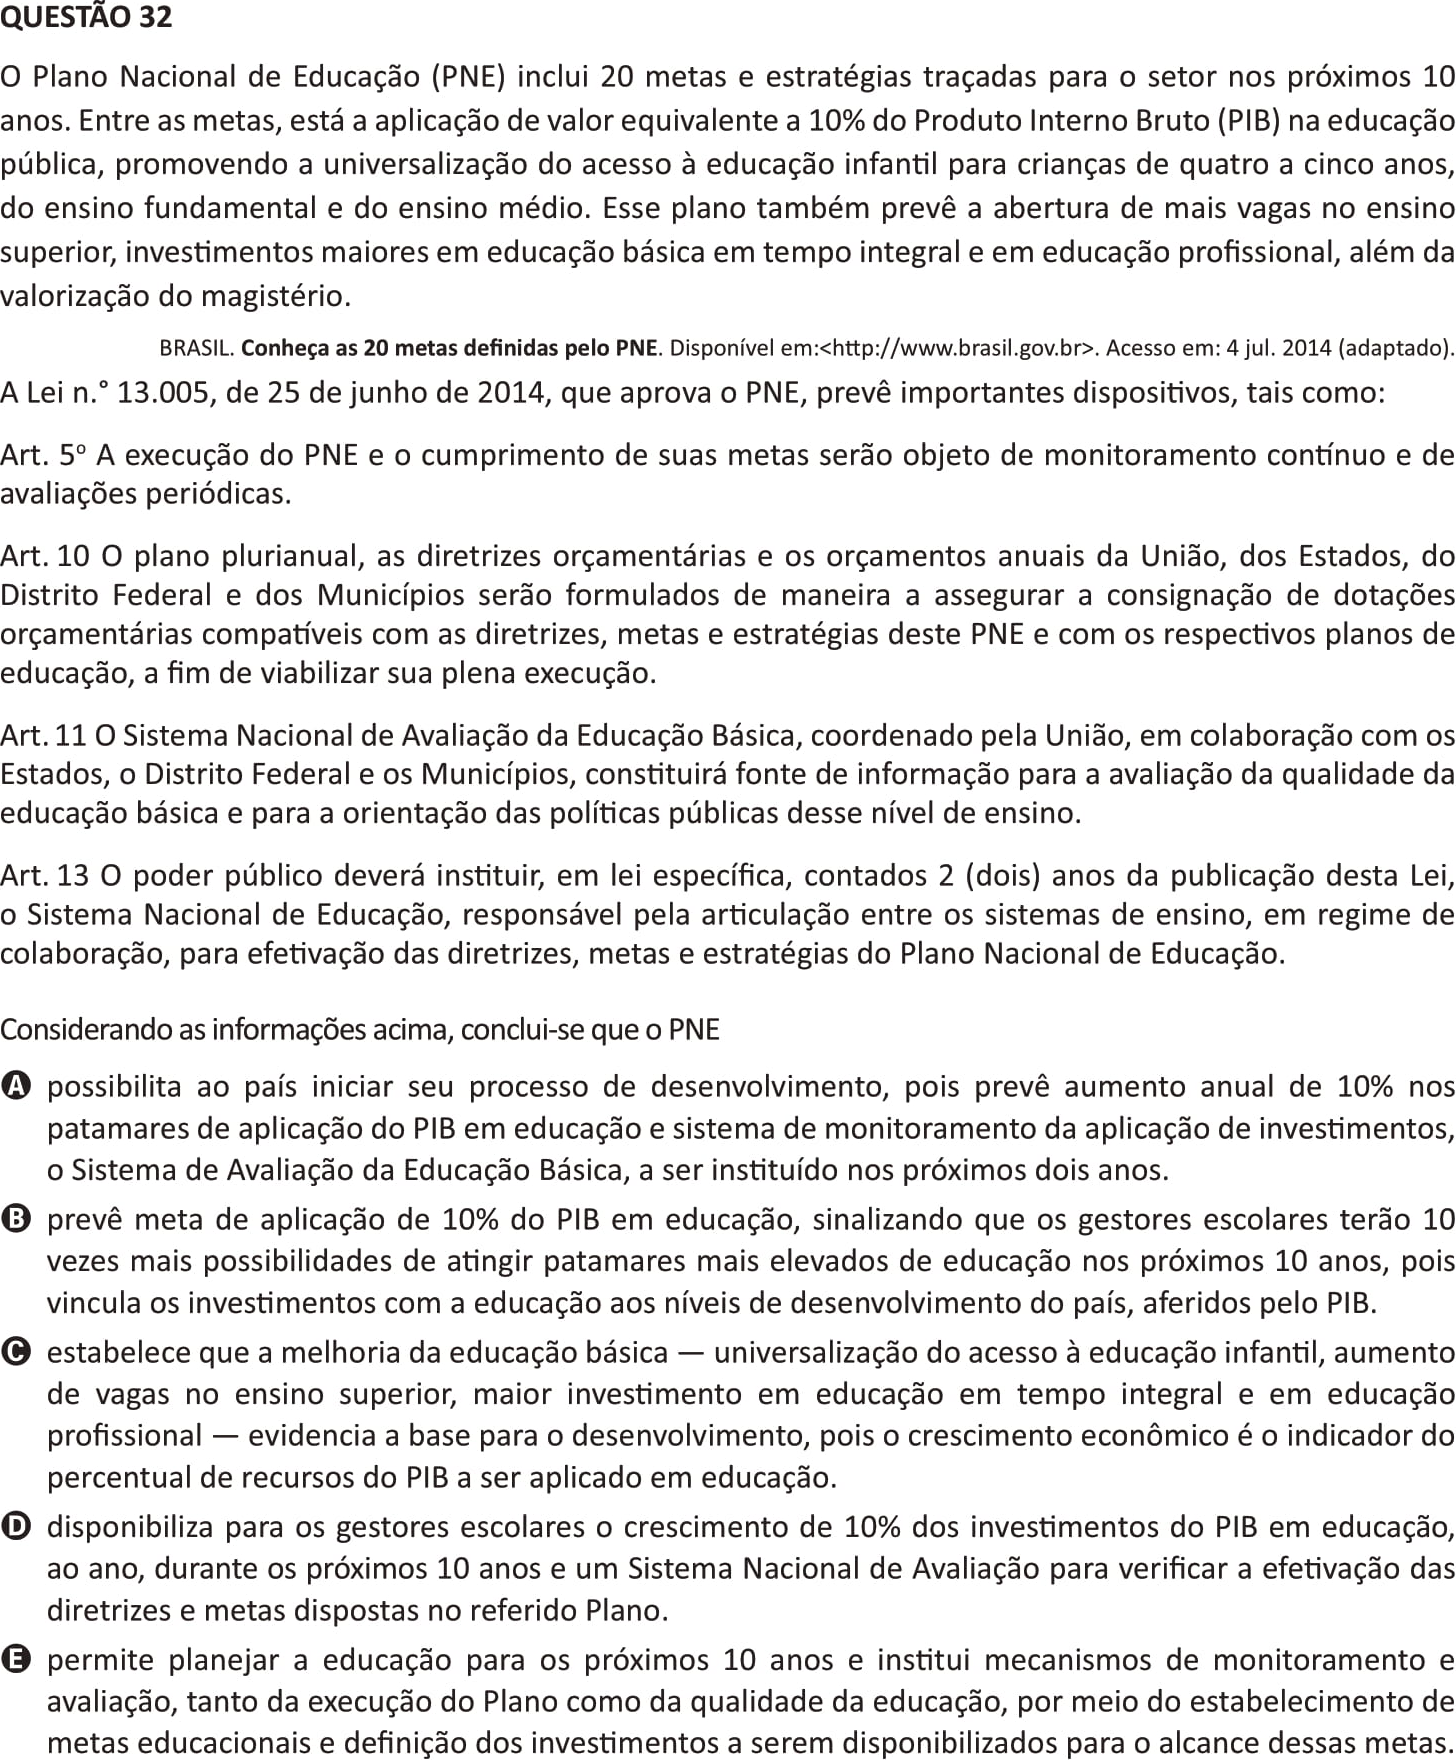 QUESTÃO 32
O Plano Nacional de Educação (PNE) inclui 20 metas e estratégias traçadas para o setor nos próximos 10
anos. Entre as metas, está a aplicação de valor equivalente a 10% do Produto Interno Bruto (PIB) na educação
pública, promovendo a universalização do acesso à educação infantil para crianças de quatro a cinco anos,
do ensino fundamental e do ensino médio. Esse plano também prevê a abertura de mais vagas no ensino
superior, investimentos maiores em educação básica em tempo integral e em educação profissional, além da
valorização do magistério.
BRASIL. Conheça as 20 metas definidas pelo PNE. Disponível em:<http://www.brasil.gov.br>. Acesso em: 4 jul. 2014 (adaptado).
A Lei n.° 13.005, de 25 de junho de 2014, que aprova o PNE, prevê importantes dispositivos, tais como:
Art. 5º A execução do PNE e o cumprimento de suas metas serão objeto de monitoramento contínuo e de
avaliações periódicas.
Art. 10 O plano plurianual, as diretrizes orçamentárias e os orçamentos anuais da União, dos Estados, do
Distrito Federal e dos Municípios serão formulados de maneira a assegurar a consignação de dotações
orçamentárias compatíveis com as diretrizes, metas e estratégias deste PNE e com os respectivos planos de
educação, a fim de viabilizar sua plena execução.
Art. 11 O Sistema Nacional de Avaliação da Educação Básica, coordenado pela União, em colaboração com os
Estados, o Distrito Federal e os Municípios, constituirá fonte de informação para a avaliação da qualidade da
educação básica e para a orientação das políticas públicas desse nível de ensino.
Art. 13 O poder público deverá instituir, em lei específica, contados 2 (dois) anos da publicação desta Lei,
o Sistema Nacional de Educação, responsável pela articulação entre os sistemas de ensino, em regime de
colaboração, para efetivação das diretrizes, metas e estratégias do Plano Nacional de Educação.
Considerando as informações acima, conclui-se que o PNE
A possibilita ao país iniciar seu processo de desenvolvimento, pois prevê aumento anual de 10% nos
patamares de aplicação do PIB em educação e sistema de monitoramento da aplicação de investimentos,
o Sistema de Avaliação da Educação Básica, a ser instituído nos próximos dois anos.
B prevê meta de aplicação de 10% do PIB em educação, sinalizando que os gestores escolares terão 10
vezes mais possibilidades de atingir patamares mais elevados de educação nos próximos 10 anos, pois
vincula os investimentos com a educação aos níveis de desenvolvimento do país, aferidos pelo PIB.
C estabelece que a melhoria da educação básica — universalização do acesso à educação infantil, aumento
de vagas no ensino superior, maior investimento em educação em tempo integral e em educação
profissional — evidencia a base para o desenvolvimento, pois o crescimento econômico é o indicador do
percentual de recursos do PIB a ser aplicado em educação.
D disponibiliza para os gestores escolares o crescimento de 10% dos investimentos do PIB em educação,
ao ano, durante os próximos 10 anos e um Sistema Nacional de Avaliação para verificar a efetivação das
diretrizes e metas dispostas no referido Plano.
E permite planejar a educação para os próximos 10 anos e institui mecanismos de monitoramento e
avaliação, tanto da execução do Plano como da qualidade da educação, por meio do estabelecimento de
metas educacionais e definição dos investimentos a serem disponibilizados para o alcance dessas metas.